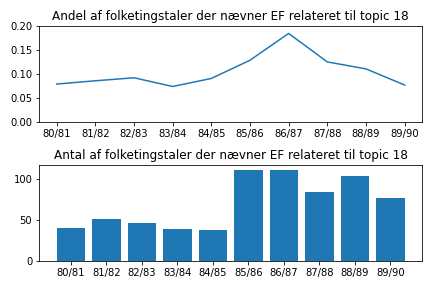 Andel af folketingstaler der nævner EF relateret til topic 18
0.20
0.15
0.10
0.05
0.00
80/81 81/82 82/83 83/84 84/85 85/86 86/87 87/88 88/89 89/90
Antal af folketingstaler der nævner EF relateret til topic 18
100
50
0
80/81 81/82 82/83 83/84 84/85 85/86 86/87 87/88 88/89 89/90